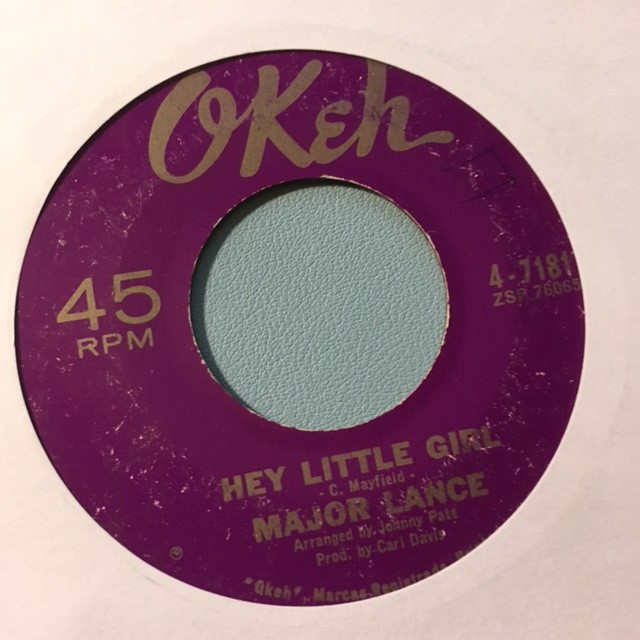 OKeh
45
RPM
4-7181
ZSP 76065
HEY LITTLE GIRL
C. Mayfield
MAJOR LANCE
Arranged by Johnny Pate
Prod. by Carl Davis
"Okeh", Marcas Registrada.